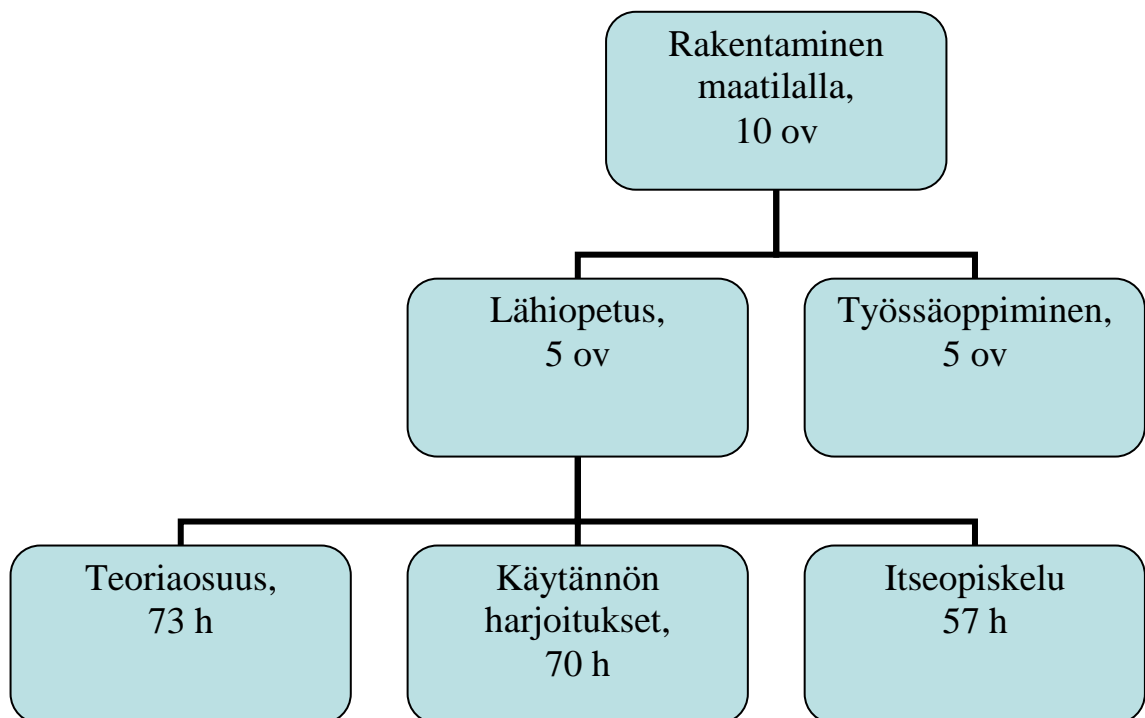 Rakentaminen
maatilalla,
10 ov
Lähiopetus,
5 ov
Työssäoppiminen,
5 ov
Teoriaosuus,
73 h
Käytännön
harjoitukset,
70 h
Itseopiskelu
57 h